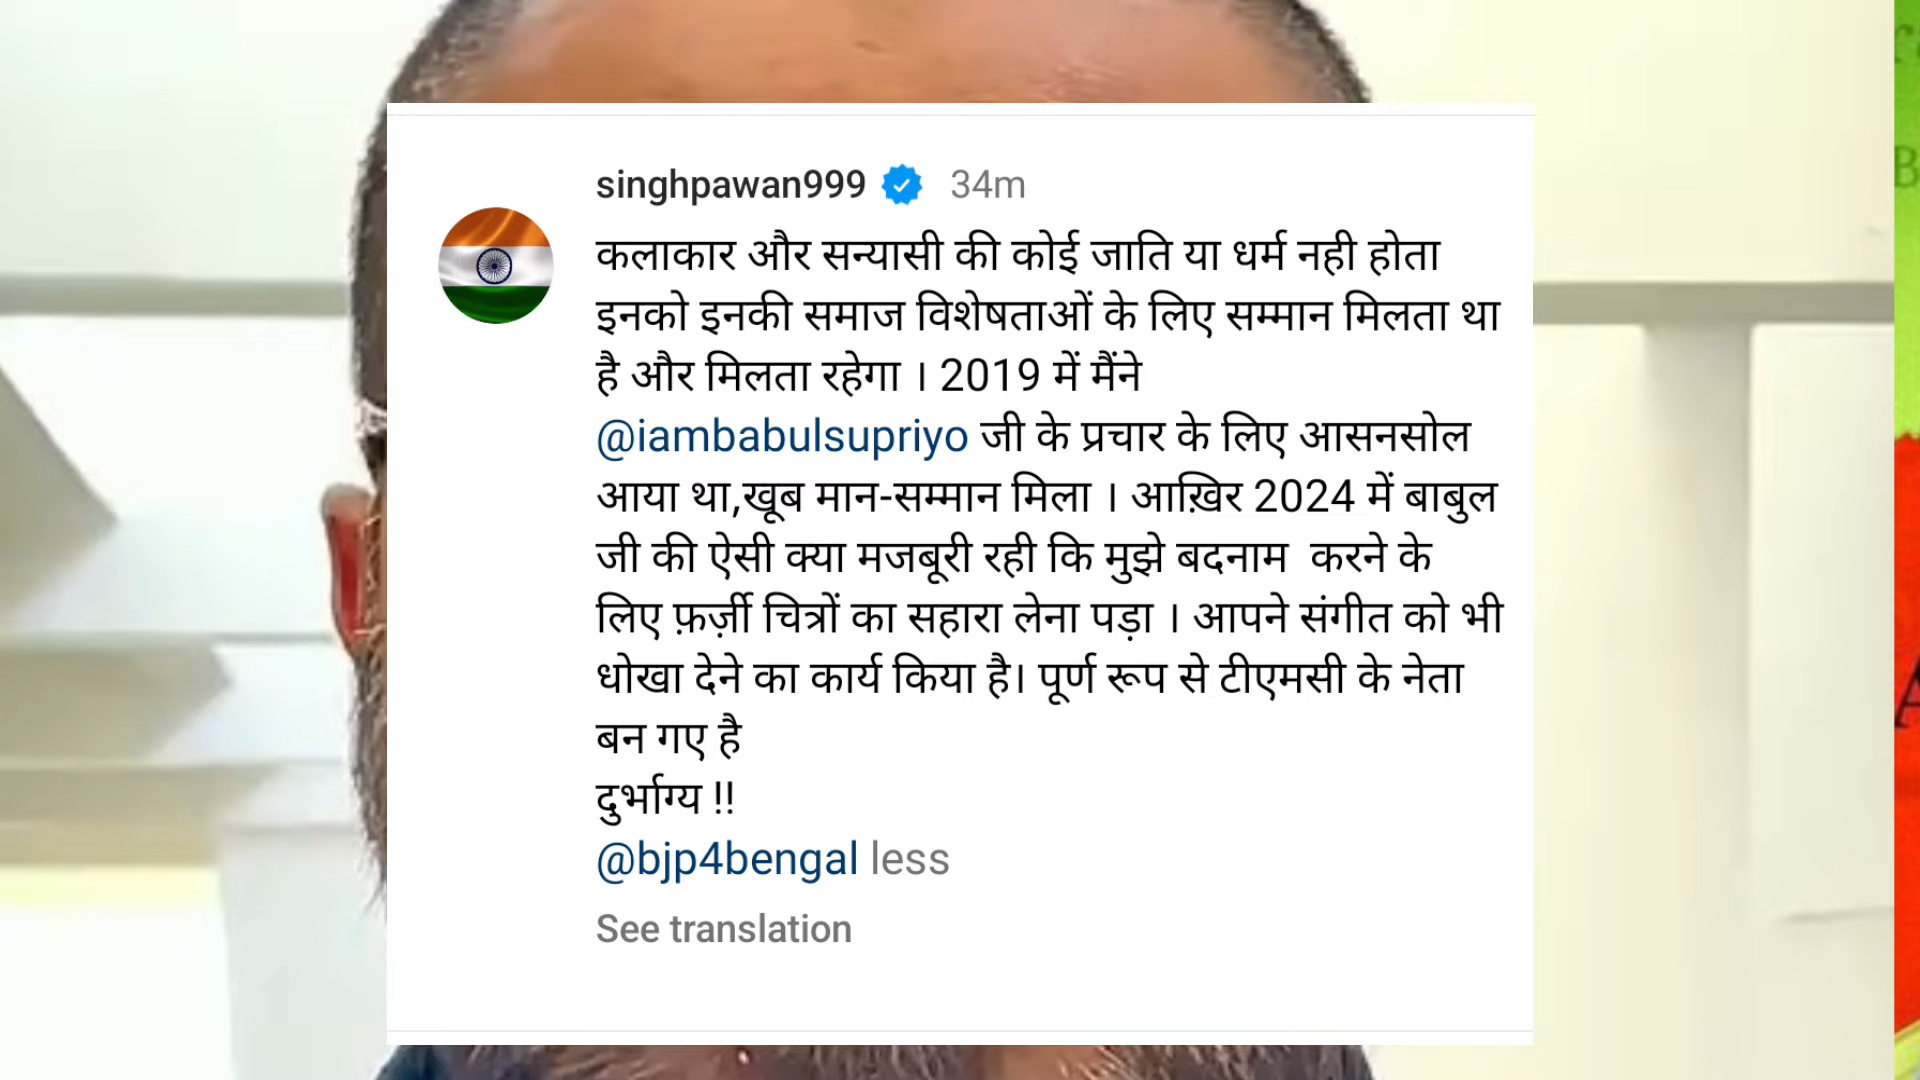 singhpawan999 34m
कलाकार और सन्यासी की कोई जाति या धर्म नही होता
इनको इनकी समाज विशेषताओं के लिए सम्मान मिलता था
है और मिलता रहेगा । 2019 में मैंने
@iambabulsupriyo जी के प्रचार के लिए आसनसोल
आया था,खूब मान-सम्मान मिला । आख़िर 2024 में बाबुल
जी की ऐसी क्या मजबूरी रही कि मुझे बदनाम  करने के
लिए फ़र्ज़ी चित्रों का सहारा लेना पड़ा । आपने संगीत को भी
धोखा देने का कार्य किया है। पूर्ण रूप से टीएमसी के नेता
बन गए है
दुर्भाग्य !!
@bjp4bengal less
See translation